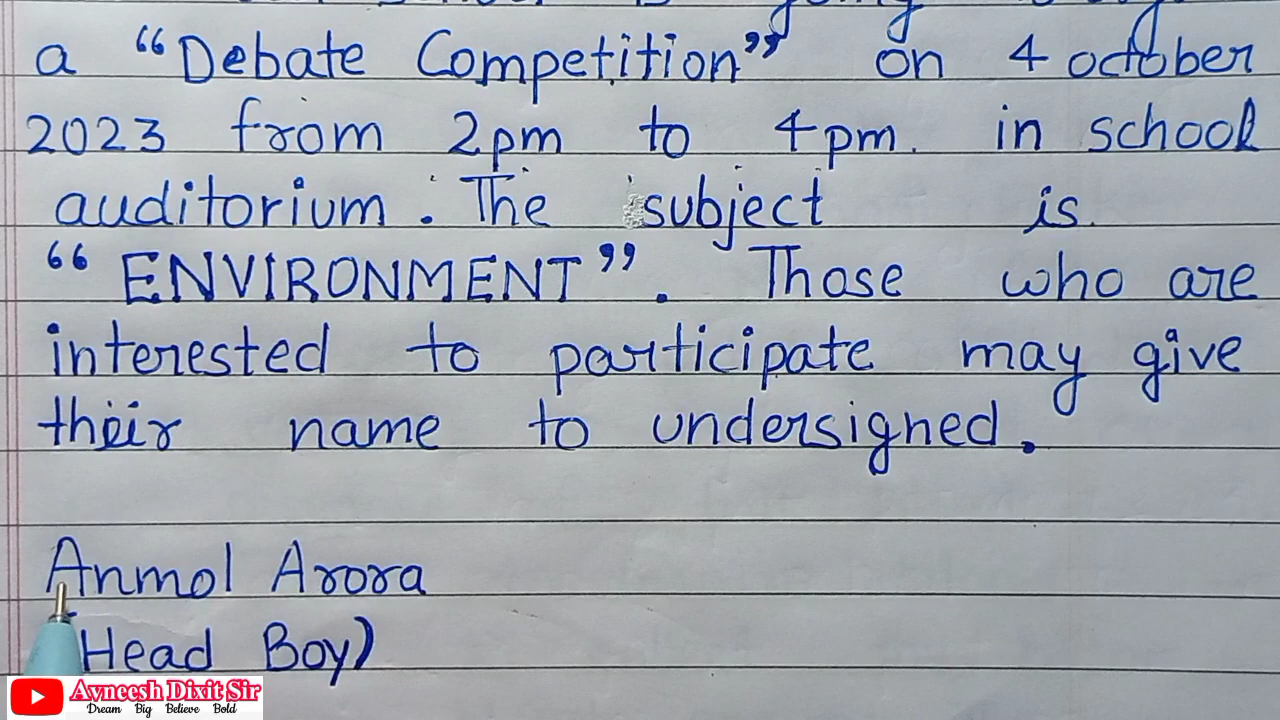 a “Debate Competition” on 4 october
2023 from 2pm to 4pm. in school
auditorium. The subject is
“ENVIRONMENT”. Those who are
interested to participate may give
their name to undersigned.
Anmol Arora
(Head Boy)
Avneesh Dixit Sir
Dream Big Believe Bold